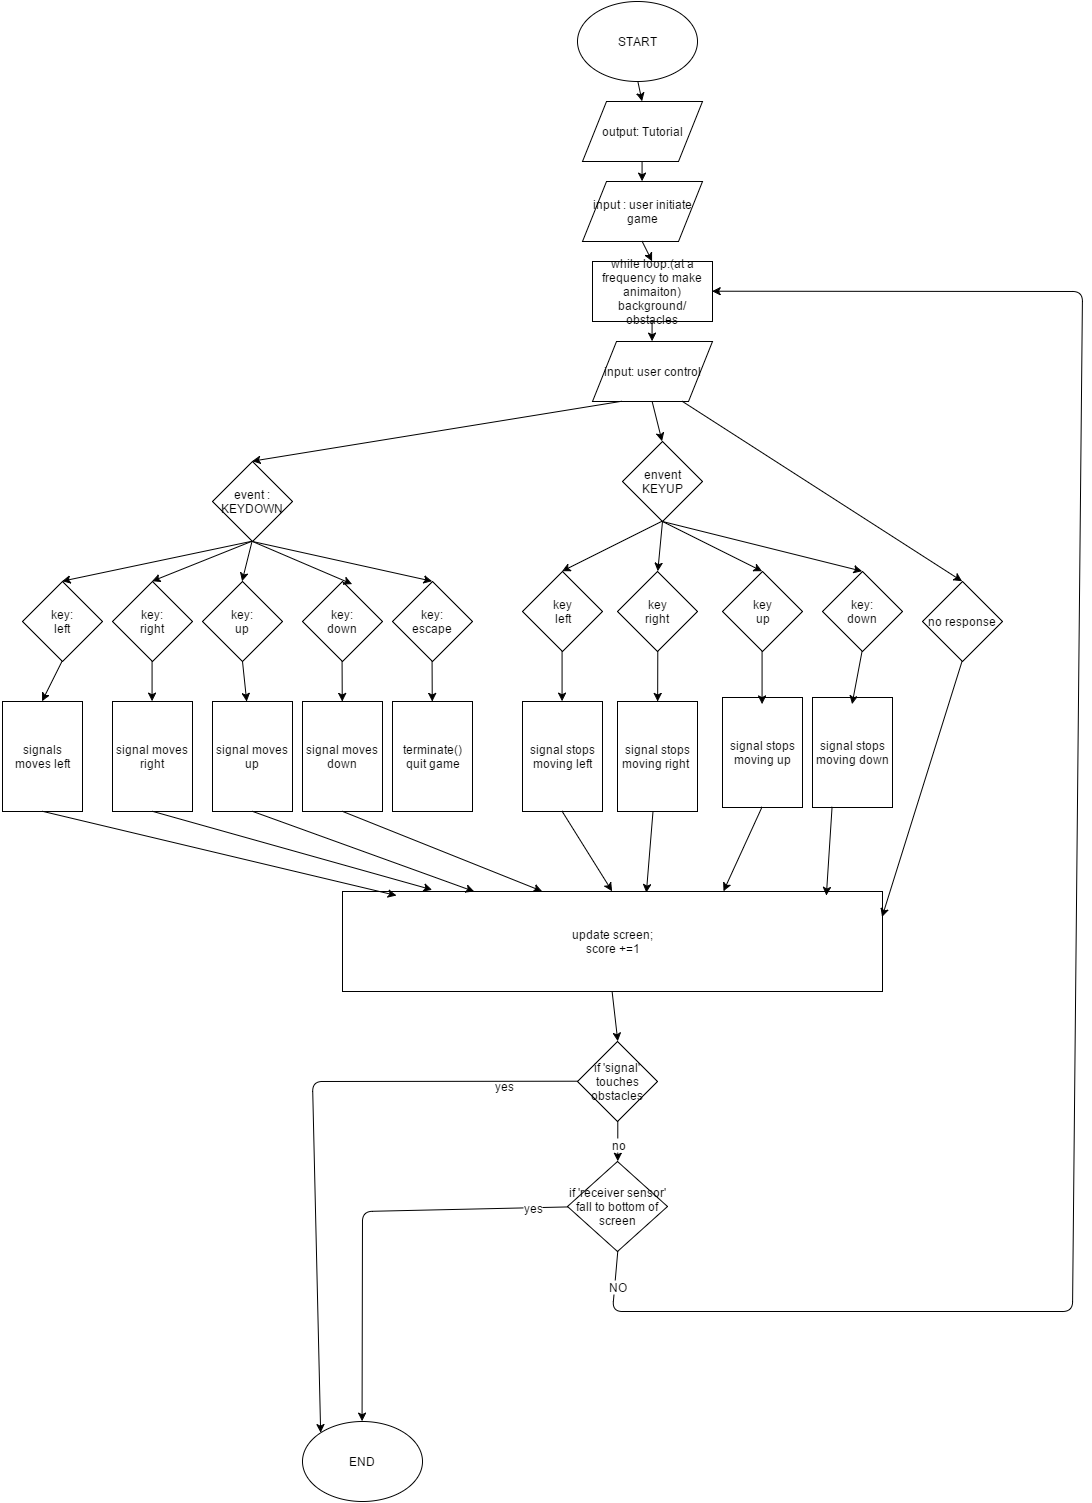 START
output: Tutorial
input : user initiate
game
while loop:(at a
frequency to make
animaiton)
background/
obstacles
input: user control
event :
KEYDOWN
envent
KEYUP
key:
left
key:
right
key:
up
key:
down
key:
escape
key
left
key
right
key
up
key:
down
no response
signals
moves left
signal moves
right
signal moves
up
signal moves
down
terminate()
quit game
signal stops
moving left
signal stops
moving right
signal stops
moving up
signal stops
moving down
update screen;
score +=1
if 'signal'
touches
obstacles
yes
no
if 'receiver sensor'
fall to bottom of
screen
yes
NO
END